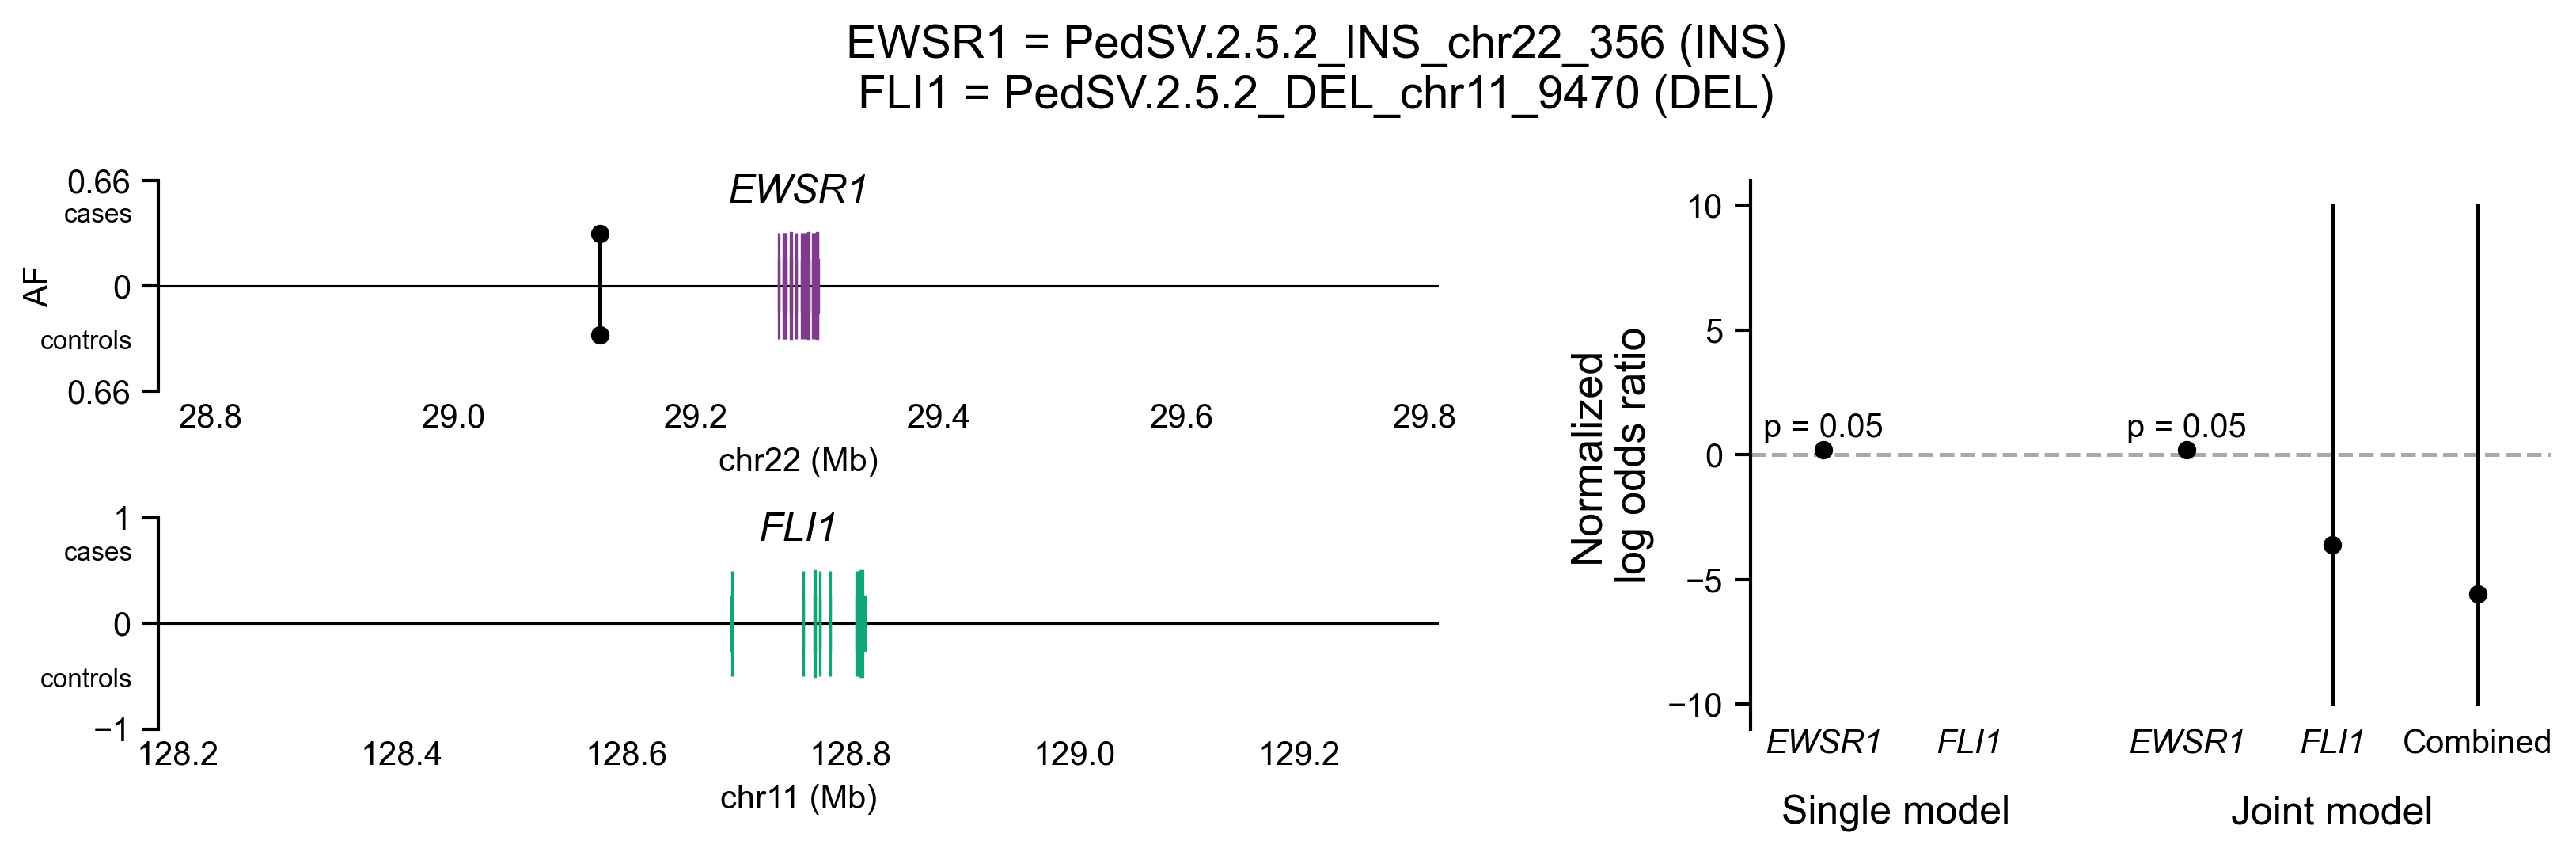 EWSR1 = PedSV.2.5.2_INS_chr22_356 (INS)
FLI1 = PedSV.2.5.2_DEL_chr11_9470 (DEL)
0.66
cases
AF
0
controls
0.66
EWSR1
28.8 29.0 29.2 29.4 29.6 29.8
chr22 (Mb)
1
cases
0
controls
−1
FLI1
128.2 128.4 128.6 128.8 129.0 129.2
chr11 (Mb)
Normalized
log odds ratio
10
5
0
−5
−10
p = 0.05
p = 0.05
EWSR1 FLI1 EWSR1 FLI1 Combined
Single model Joint model